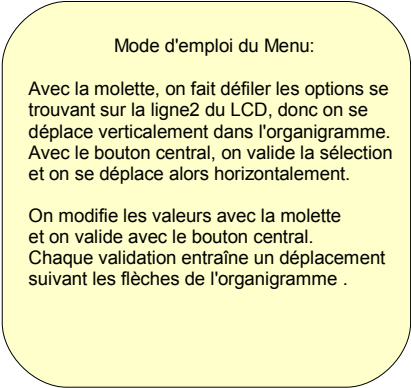 Mode d'emploi du Menu:
Avec la molette, on fait défiler les options se
trouvant sur la ligne2 du LCD, donc on se
déplace verticalement dans l'organigramme.
Avec le bouton central, on valide la sélection
et on se déplace alors horizontalement.
On modifie les valeurs avec la molette
et on valide avec le bouton central.
Chaque validation entraîne un déplacement
suivant les flèches de l'organigramme .